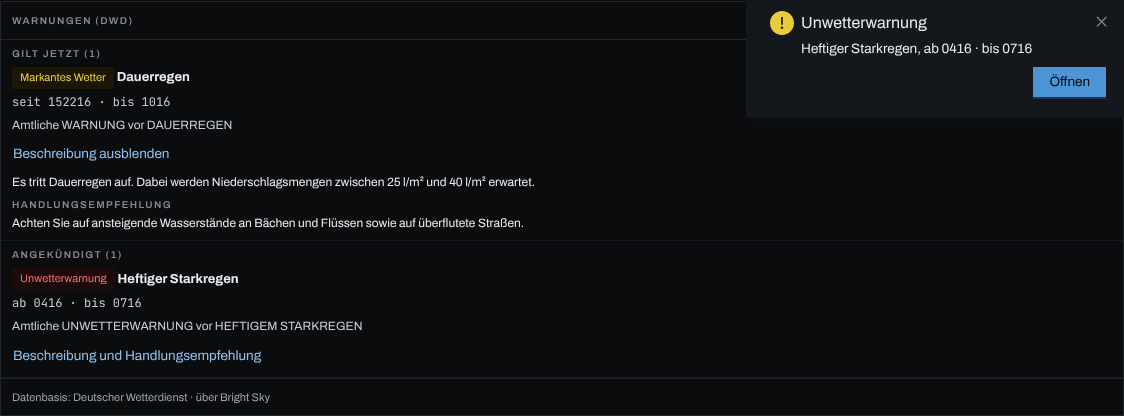 WARNUNGEN (DWD)
GILT JETZT (1)
Markantes Wetter Dauerregen
seit 152216 · bis 1016
Amtliche WARNUNG vor DAUERREGEN
Beschreibung ausblenden
Es tritt Dauerregen auf. Dabei werden Niederschlagsmengen zwischen 25 l/m² und 40 l/m² erwartet.
HANDLUNGSEMPFEHLUNG
Achten Sie auf ansteigende Wasserstände an Bächen und Flüssen sowie auf überflutete Straßen.
ANGEKÜNDIGT (1)
Unwetterwarnung Heftiger Starkregen
ab 0416 · bis 0716
Amtliche UNWETTERWARNUNG vor HEFTIGEM STARKREGEN
Beschreibung und Handlungsempfehlung
Datenbasis: Deutscher Wetterdienst · über Bright Sky
Unwetterwarnung
Heftiger Starkregen, ab 0416 · bis 0716
Öffnen